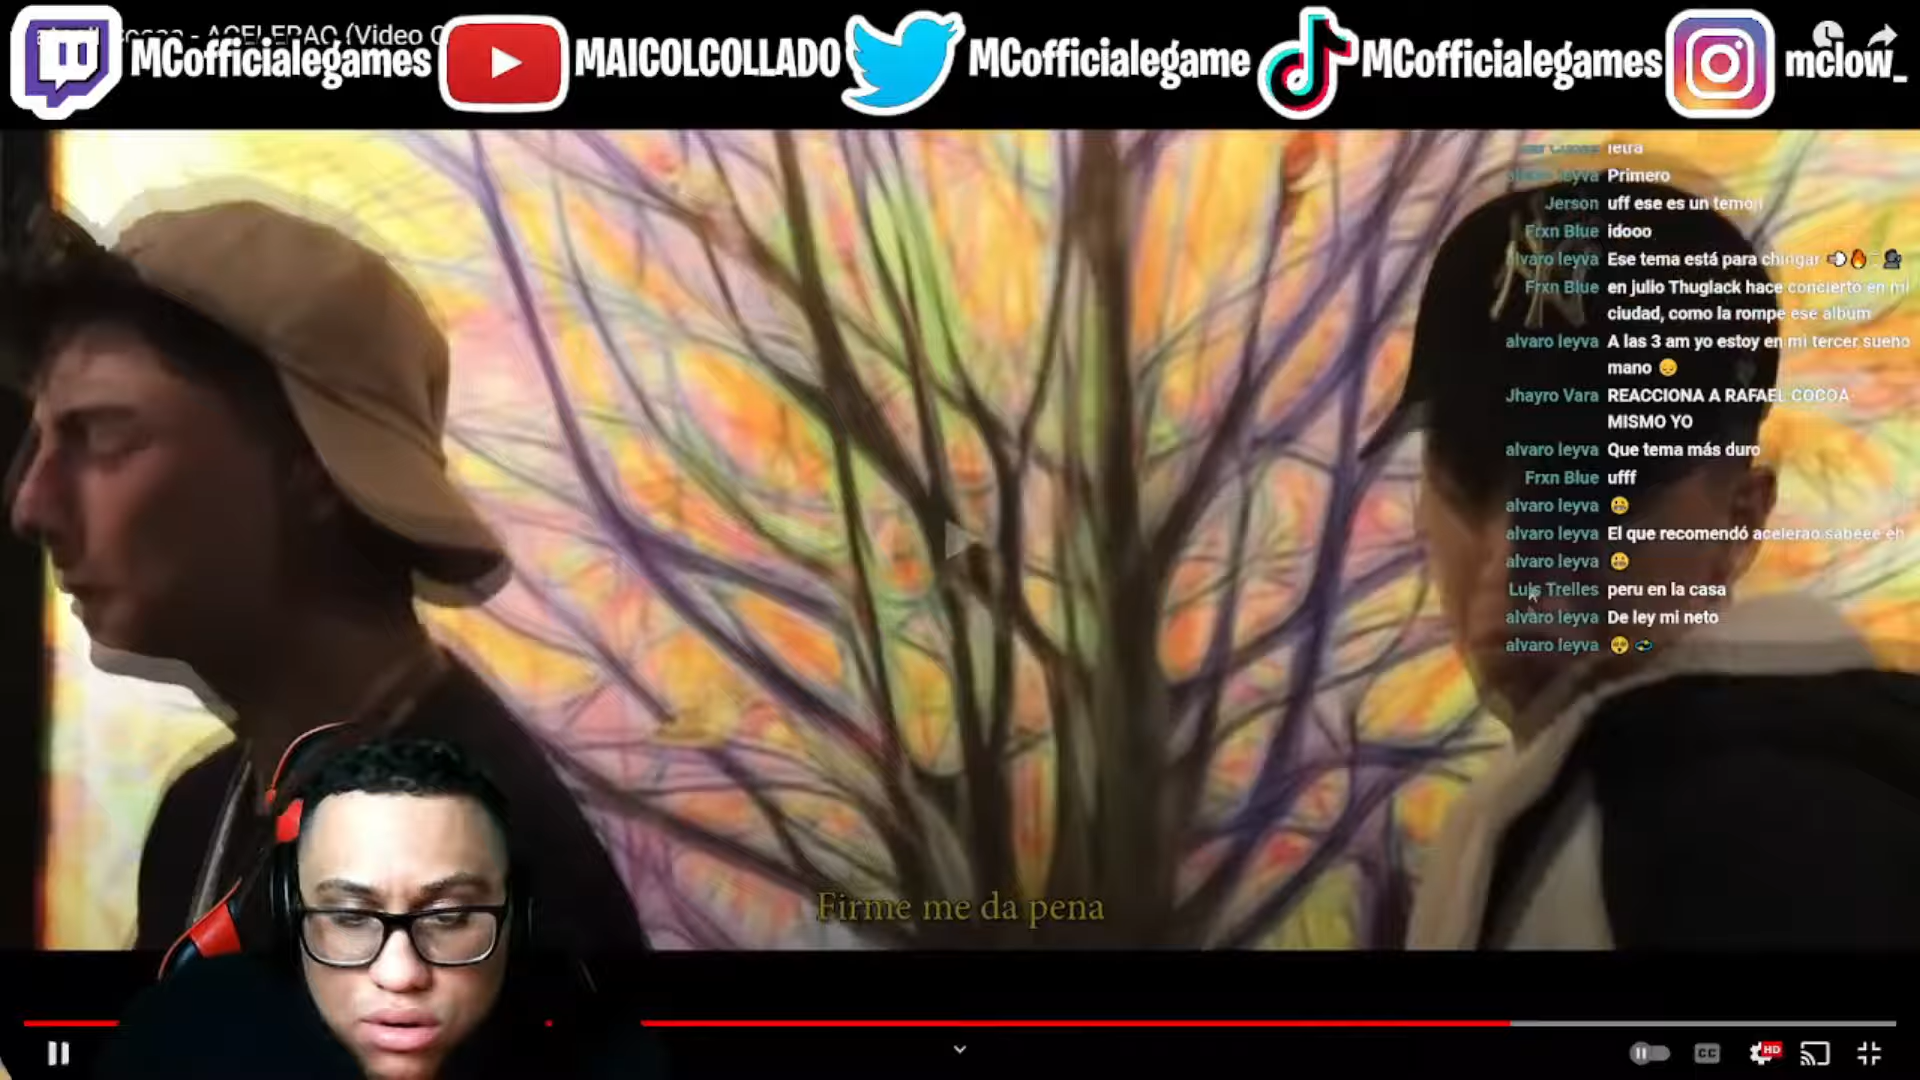 - ACELERAO (Video
MCofficialegames
MAICOLCOLLADO
MCofficialegame
MCofficialegames
mclow_
letra
leyva Primero
Jerson uff ese es un temon
Frxn Blue idooo
alvaro leyva Ese tema está para chingar
Frxn Blue en julio Thuglack hace concierto en mi
ciudad, como la rompe ese album
alvaro leyva A las 3 am yo estoy en mi tercer sueño
mano
Jhayro Vara REACCIONA A RAFAEL COCOA
MISMO YO
alvaro leyva Que tema más duro
Frxn Blue ufff
alvaro leyva
alvaro leyva El que recomendó acelerao sabeee eh
alvaro leyva
Luis Trelles peru en la casa
alvaro leyva De ley mi neto
alvaro leyva
Firme me da pena
CC
HD